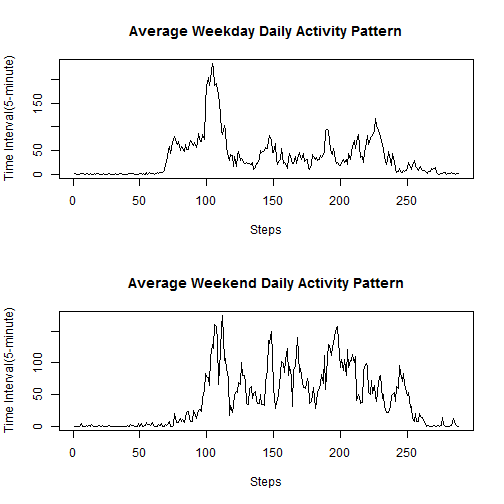 Average Weekday Daily Activity Pattern
Time Interval(5-minute)
150
50
0
0 50 100 150 200 250
Steps
Average Weekend Daily Activity Pattern
Time Interval(5-minute)
100
50
0
0 50 100 150 200 250
Steps